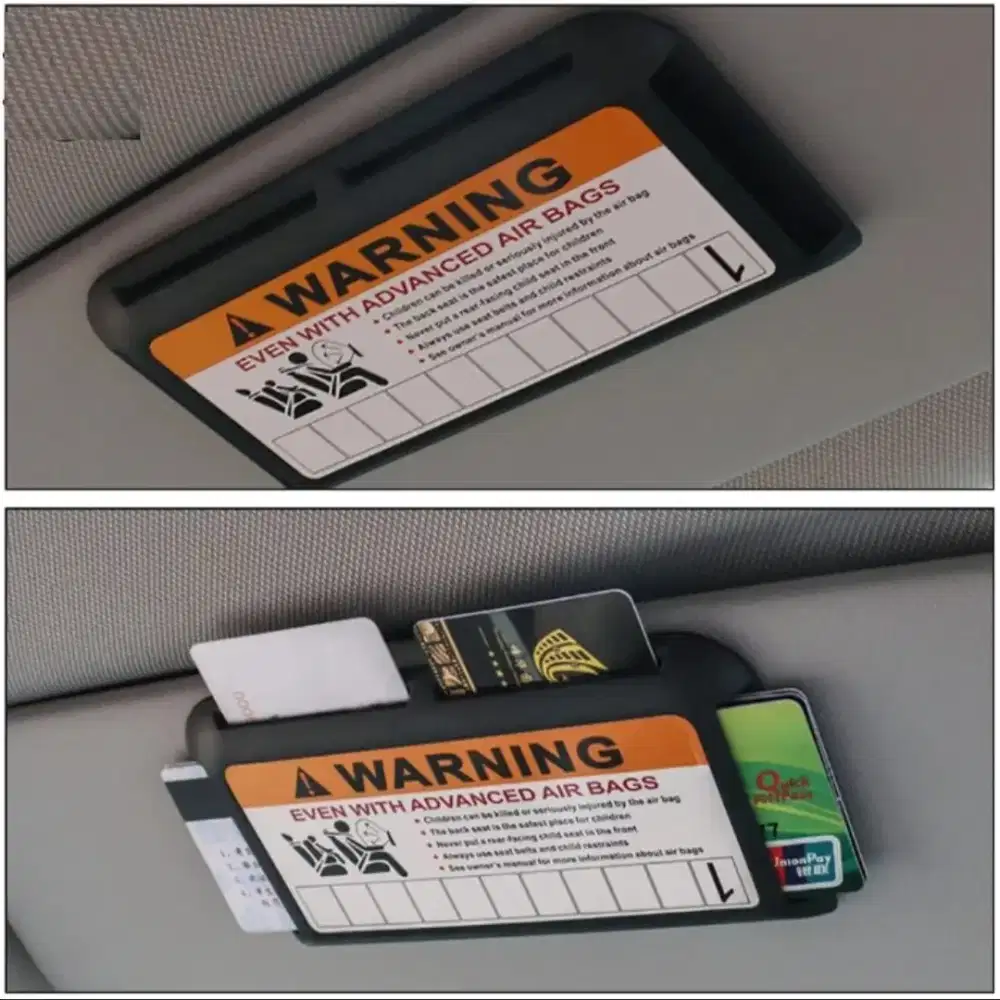 WARNING
EVEN WITH ADVANCED AIR BAGS
Children can be killed or seriously injured by the air bag
The back seat is the safest place for children
Never put a rear-facing child seat in the front
Always use seat belts and child restraints
See owner's manual for more information about air bags
1
WARNING
EVEN WITH ADVANCED AIR BAGS
Children can be killed or seriously injured by the air bag
The back seat is the safest place for children
Never put a rear-facing child seat in the front
Always use seat belts and child restraints
See owner's manual for more information about air bags
1
Quick
UnionPay
银联